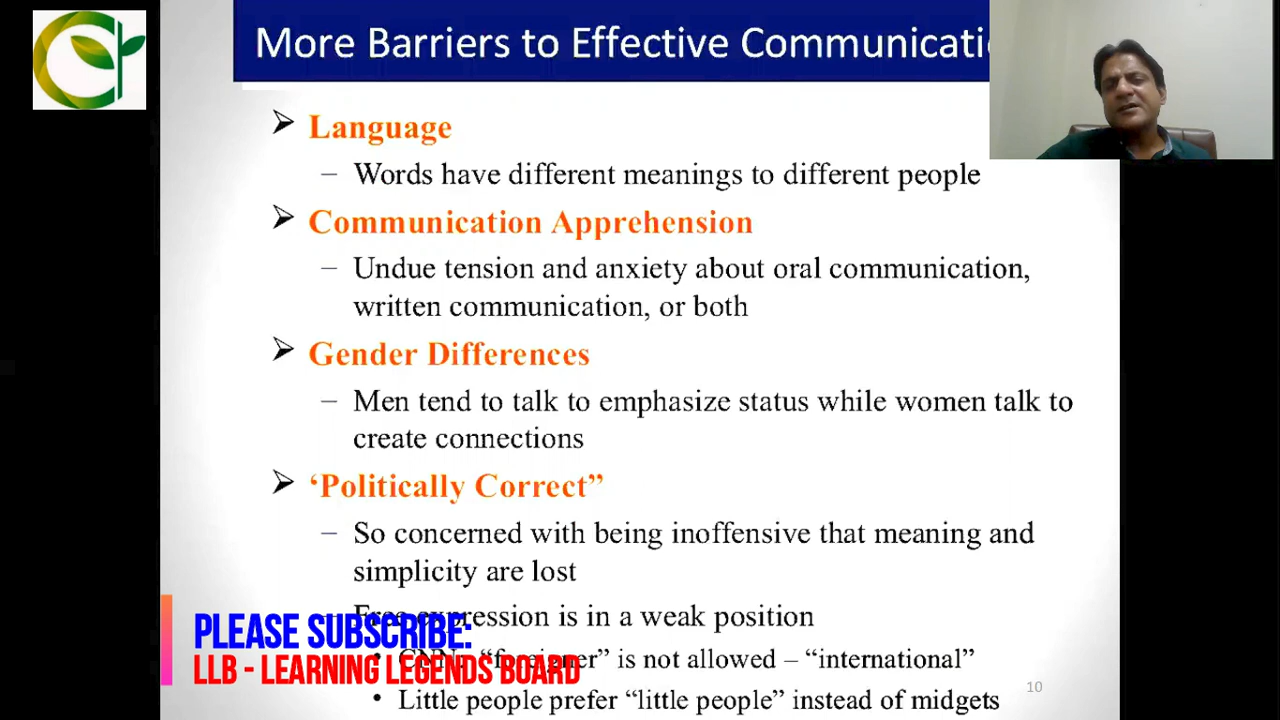 More Barriers to Effective Communicati
➢ Language
– Words have different meanings to different people
➢ Communication Apprehension
– Undue tension and anxiety about oral communication,
written communication, or both
➢ Gender Differences
– Men tend to talk to emphasize status while women talk to
create connections
➢ ‘Politically Correct”
– So concerned with being inoffensive that meaning and
simplicity are lost
– Free expression is in a weak position
PLEASE SUBSCRIBE:
• CNN: “foreigner” is not allowed – “international”
LLB - LEARNING LEGENDS BOARD
10
• Little people prefer “little people” instead of midgets